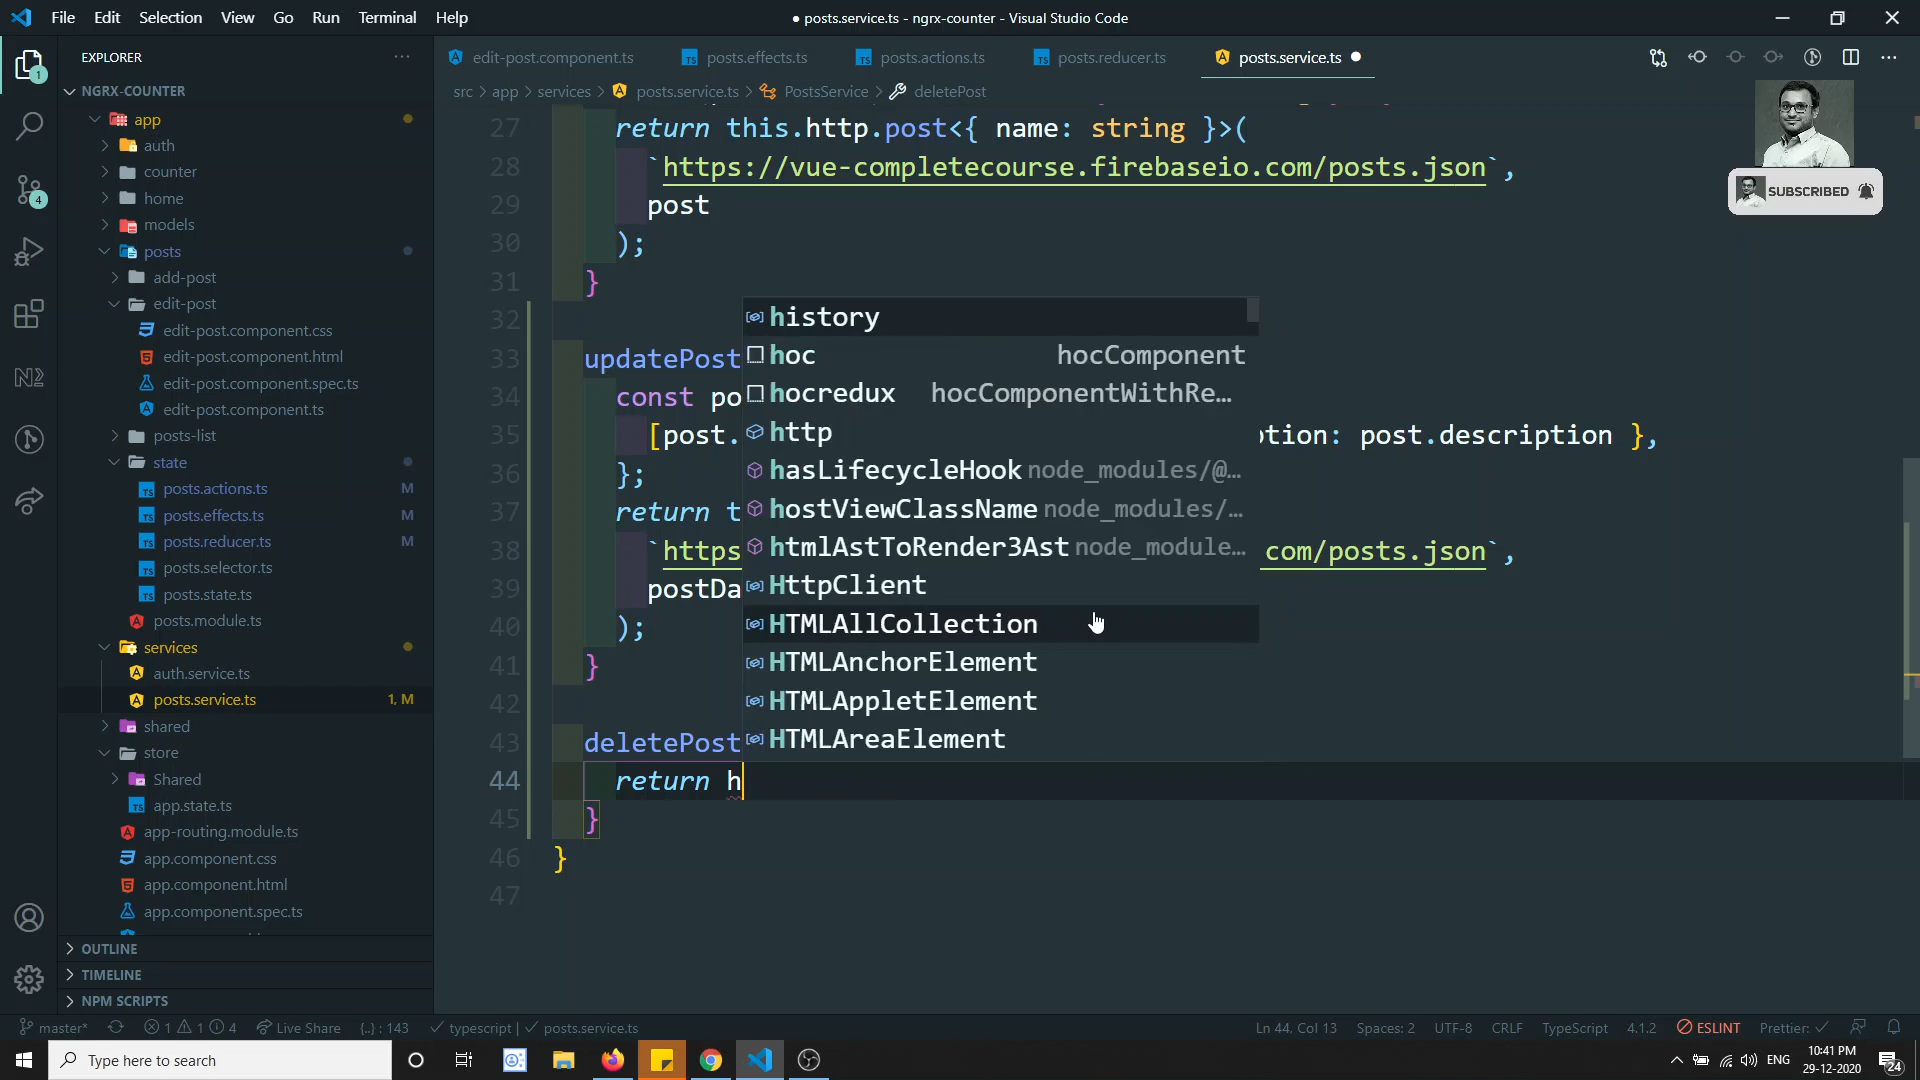 File Edit Selection View Go Run Terminal Help
● posts.service.ts - ngrx-counter - Visual Studio Code
EXPLORER
NGRX-COUNTER
app
auth
counter
home
models
posts
add-post
edit-post
edit-post.component.css
edit-post.component.html
edit-post.component.spec.ts
edit-post.component.ts
posts-list
state
posts.actions.ts M
posts.effects.ts M
posts.reducer.ts M
posts.selector.ts
posts.state.ts
posts.module.ts
services
auth.service.ts
posts.service.ts 1, M
shared
store
Shared
app.state.ts
app-routing.module.ts
app.component.css
app.component.html
app.component.spec.ts
OUTLINE
TIMELINE
NPM SCRIPTS
edit-post.component.ts posts.effects.ts posts.actions.ts posts.reducer.ts posts.service.ts
src > app > services > posts.service.ts > PostsService > deletePost
27 return this.http.post<{ name: string }>(
28 `https://vue-completecourse.firebaseio.com/posts.json`,
29 post
30 );
31 }
32
33 updatePost
34 const po
35 [post. ption: post.description },
36 };
37 return t
38 `https com/posts.json`,
39 postDa
40 );
41 }
42
43 deletePost
44 return h
45 }
46 }
47
history
hoc hocComponent
hocredux hocComponentWithRe…
http
hasLifecycleHook node_modules/@…
hostViewClassName node_modules/…
htmlAstToRender3Ast node_module…
HttpClient
HTMLAllCollection
HTMLAnchorElement
HTMLAppletElement
HTMLAreaElement
SUBSCRIBED
1
4
master* 1 1 4 Live Share {..} : 143 typescript | posts.service.ts
Ln 44, Col 13 Spaces: 2 UTF-8 CRLF TypeScript 4.1.2 ESLINT Prettier:
Type here to search
ENG
10:41 PM
29-12-2020
24